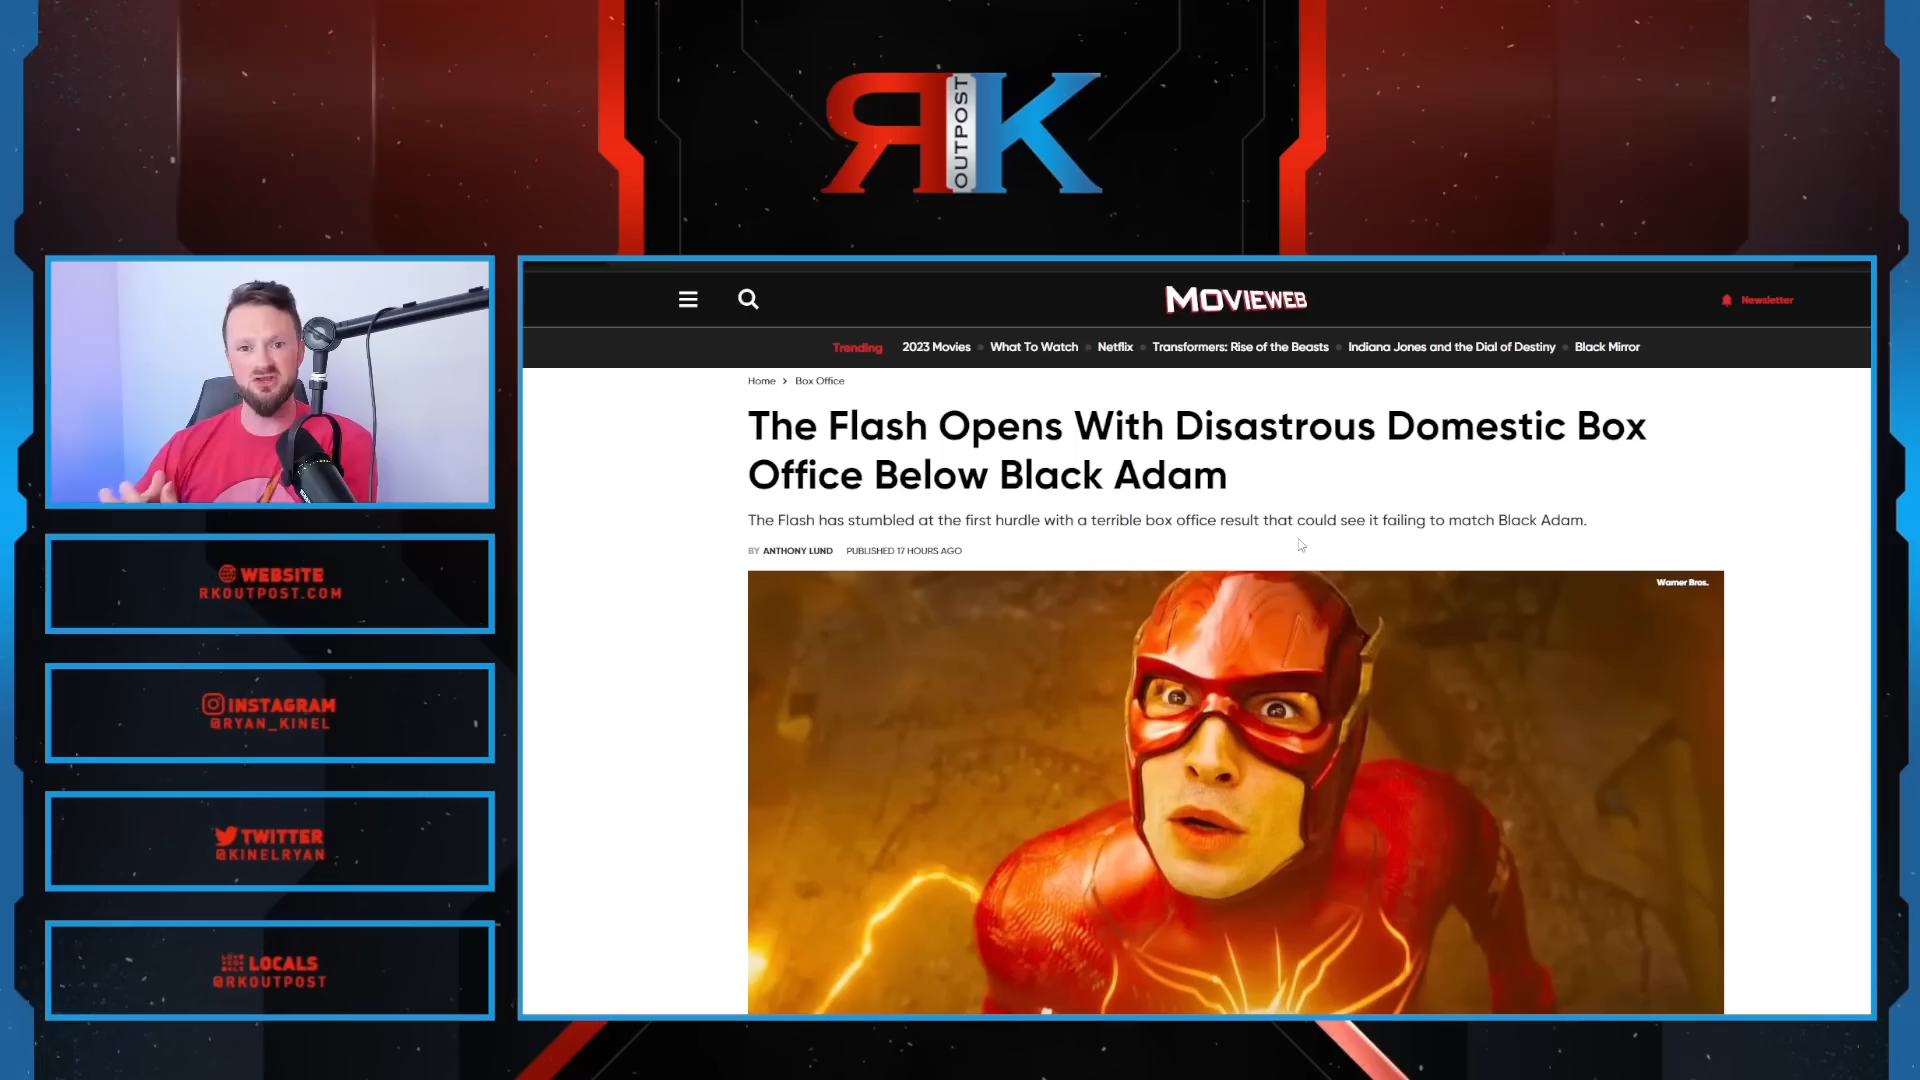 RK
OUTPOST
MOVIEWEB
Newsletter
Trending 2023 Movies What To Watch Netflix Transformers: Rise of the Beasts Indiana Jones and the Dial of Destiny Black Mirror
Home > Box Office
The Flash Opens With Disastrous Domestic Box
Office Below Black Adam
The Flash has stumbled at the first hurdle with a terrible box office result that could see it failing to match Black Adam.
BY ANTHONY LUND PUBLISHED 17 HOURS AGO
Warner Bros.
WEBSITE
RKOUTPOST.COM
INSTAGRAM
@RYAN_KINEL
TWITTER
@KINELRYAN
LOCALS
@RKOUTPOST